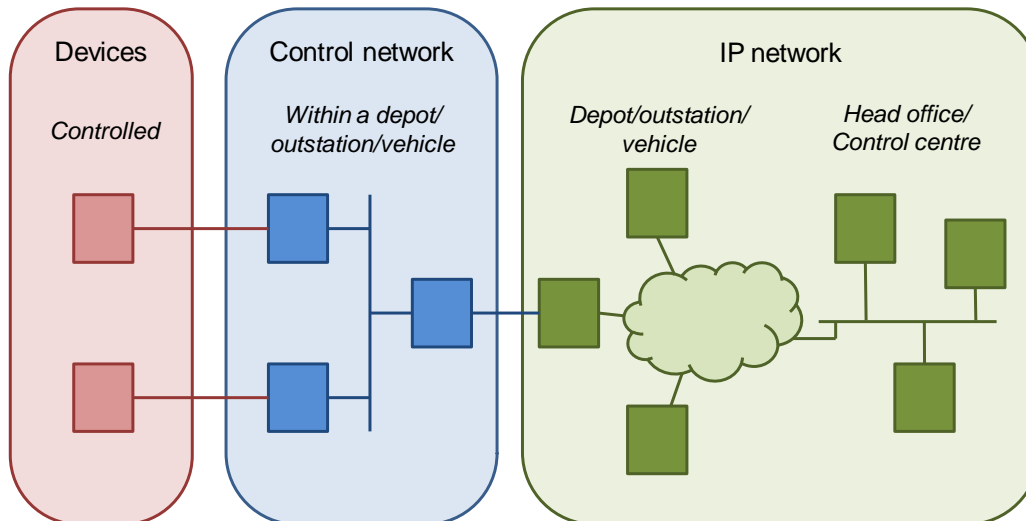 Devices
Controlled
Control network
Within a depot/
outstation/vehicle
IP network
Depot/outstation/
vehicle
Head office/
Control centre